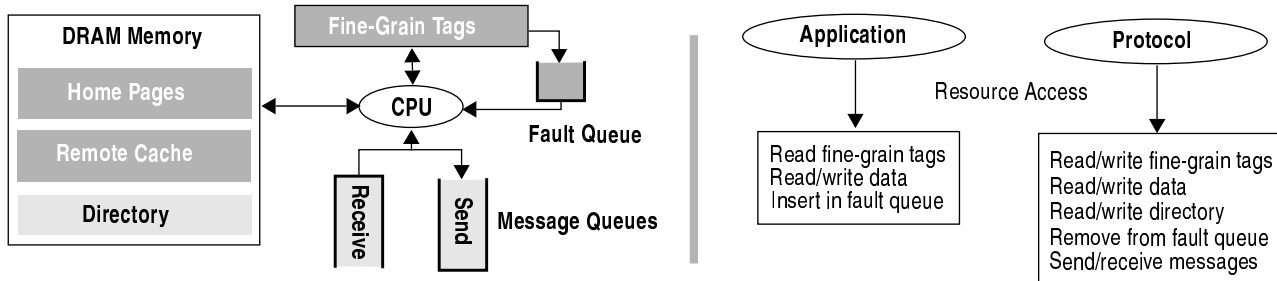 DRAM Memory
Home Pages
Remote Cache
Directory
Fine-Grain Tags
CPU
Fault Queue
Receive
Send
Message Queues
Application
Protocol
Resource Access
Read fine-grain tags
Read/write data
Insert in fault queue
Read/write fine-grain tags
Read/write data
Read/write directory
Remove from fault queue
Send/receive messages